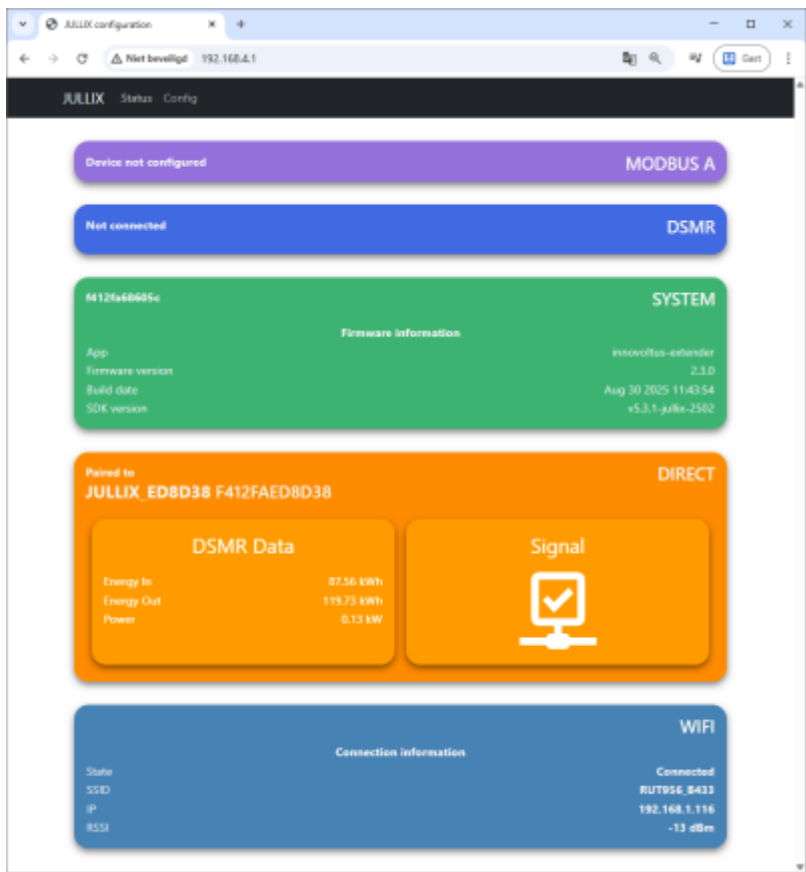 JULLIX configuration
Niet beveiligd 192.168.4.1
Gast
JULLIX Status Config
Device not configured MODBUS A
Not connected DSMR
f412fa68605c SYSTEM
Firmware information
App innovoltus-extender
Firmware version 2.3.0
Build date Aug 30 2025 11:43:54
SDK version v5.3.1-jullix-2502
Paired to DIRECT
JULLIX_ED8D38 F412FAED8D38
DSMR Data
Energy In 87.56 kWh
Energy Out 119.73 kWh
Power 0.13 kW
Signal
WIFI
Connection information
State Connected
SSID RUT956_B433
IP 192.168.1.116
RSSI -13 dBm